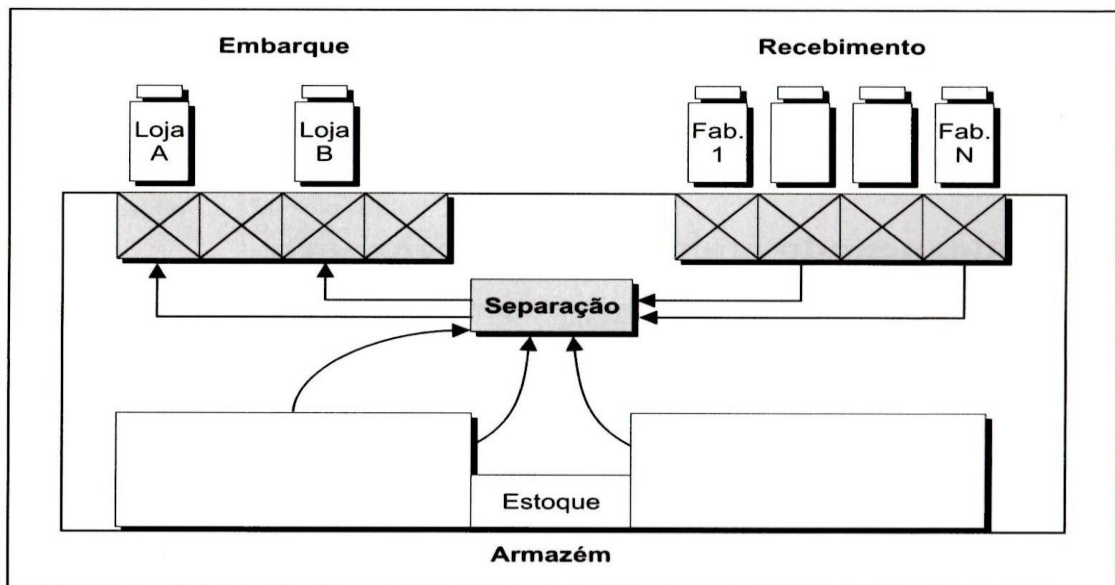 Embarque
Recebimento
Loja
A
Loja
B
Fab.
1
Fab.
N
Separação
Estoque
Armazém